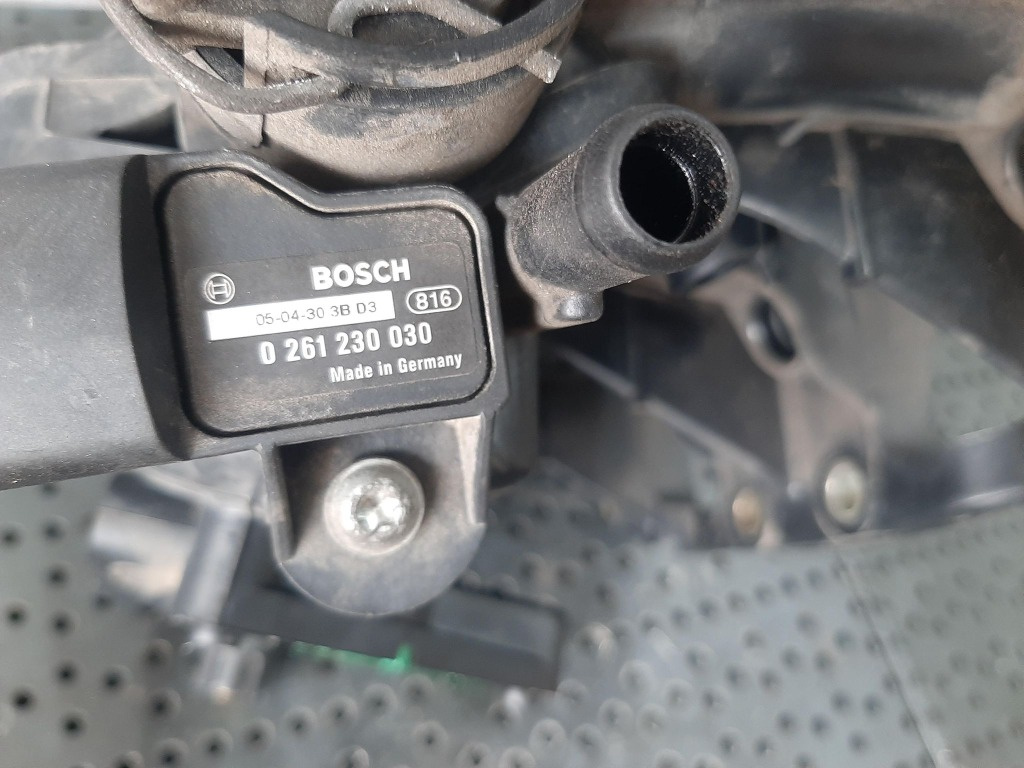 BOSCH
05-04-30 3B D3 816
0 261 230 030
Made in Germany